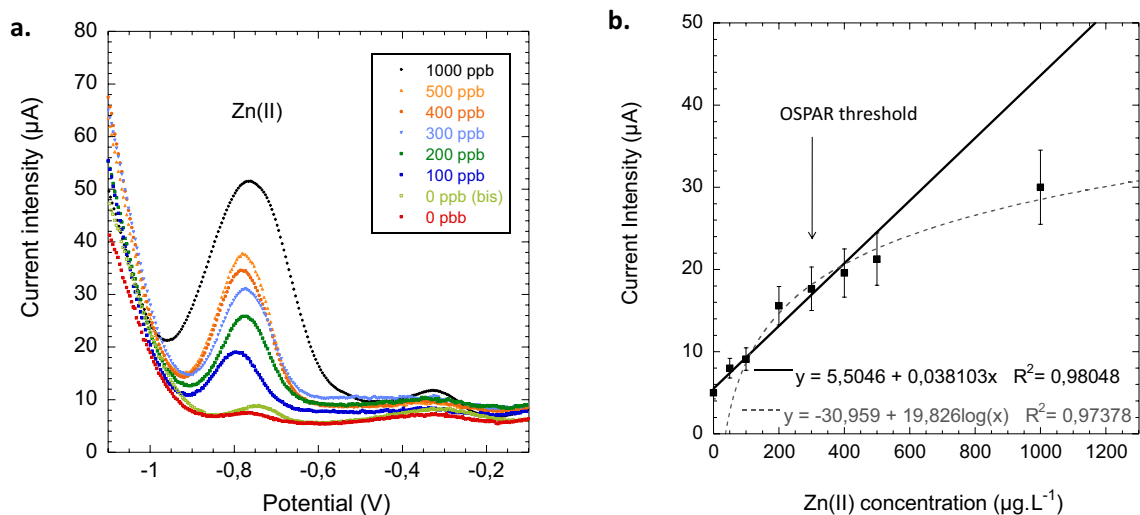 a.
80
70
60
50
40
30
20
10
0
Current intensity (µA)
Zn(II)
1000 ppb
500 ppb
400 ppb
300 ppb
200 ppb
100 ppb
0 ppb (bis)
0 pbb
-1
-0,8
-0,6
-0,4
-0,2
Potential (V)
b.
50
40
30
20
10
0
Current Intensity (µA)
OSPAR threshold
y = 5,5046 + 0,038103x R²= 0,98048
y = -30,959 + 19,826log(x) R²= 0,97378
0
200
400
600
800
1000
1200
Zn(II) concentration (µg.L⁻¹)